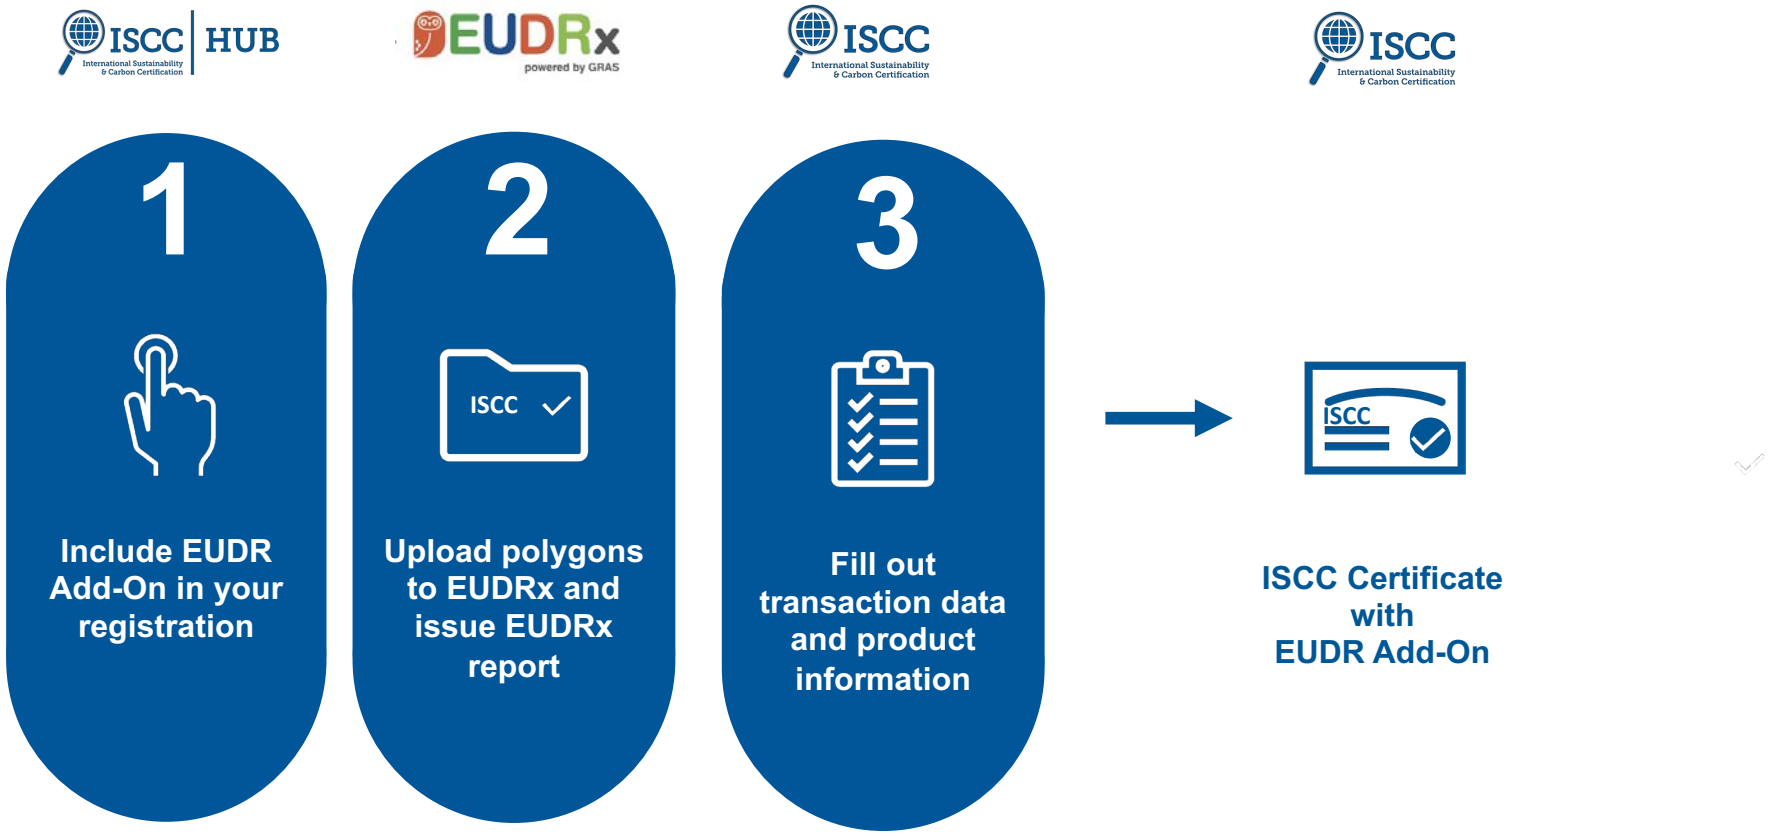 ISCC HUB
International Sustainability
& Carbon Certification
EUDRx
powered by GRAS
ISCC
International Sustainability
& Carbon Certification
ISCC
International Sustainability
& Carbon Certification
1
Include EUDR
Add-On in your
registration
2
ISCC
Upload polygons
to EUDRx and
issue EUDRx
report
3
Fill out
transaction data
and product
information
ISCC
ISCC Certificate
with
EUDR Add-On